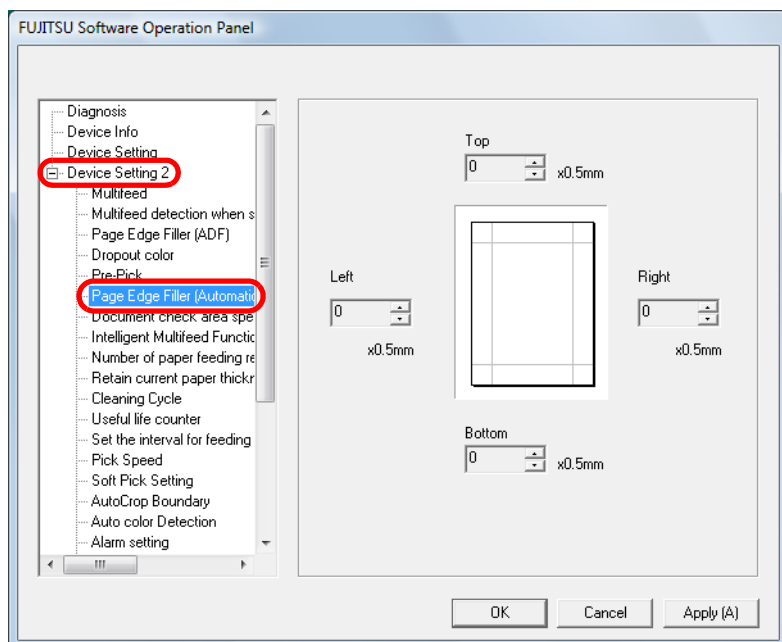 FUJITSU Software Operation Panel
Diagnosis
Device Info
Device Setting
Device Setting 2
Multifeed
Multifeed detection when s
Page Edge Filler (ADF)
Dropout color
Pre-Pick
Page Edge Filler (Automatic
Document check area spe
Intelligent Multifeed Functic
Number of paper feeding re
Retain current paper thickr
Cleaning Cycle
Useful life counter
Set the interval for feeding
Pick Speed
Soft Pick Setting
AutoCrop Boundary
Auto color Detection
Alarm setting
Top
0 x0.5mm
Left
0
x0.5mm
Right
0
x0.5mm
Bottom
0 x0.5mm
OK Cancel Apply (A)